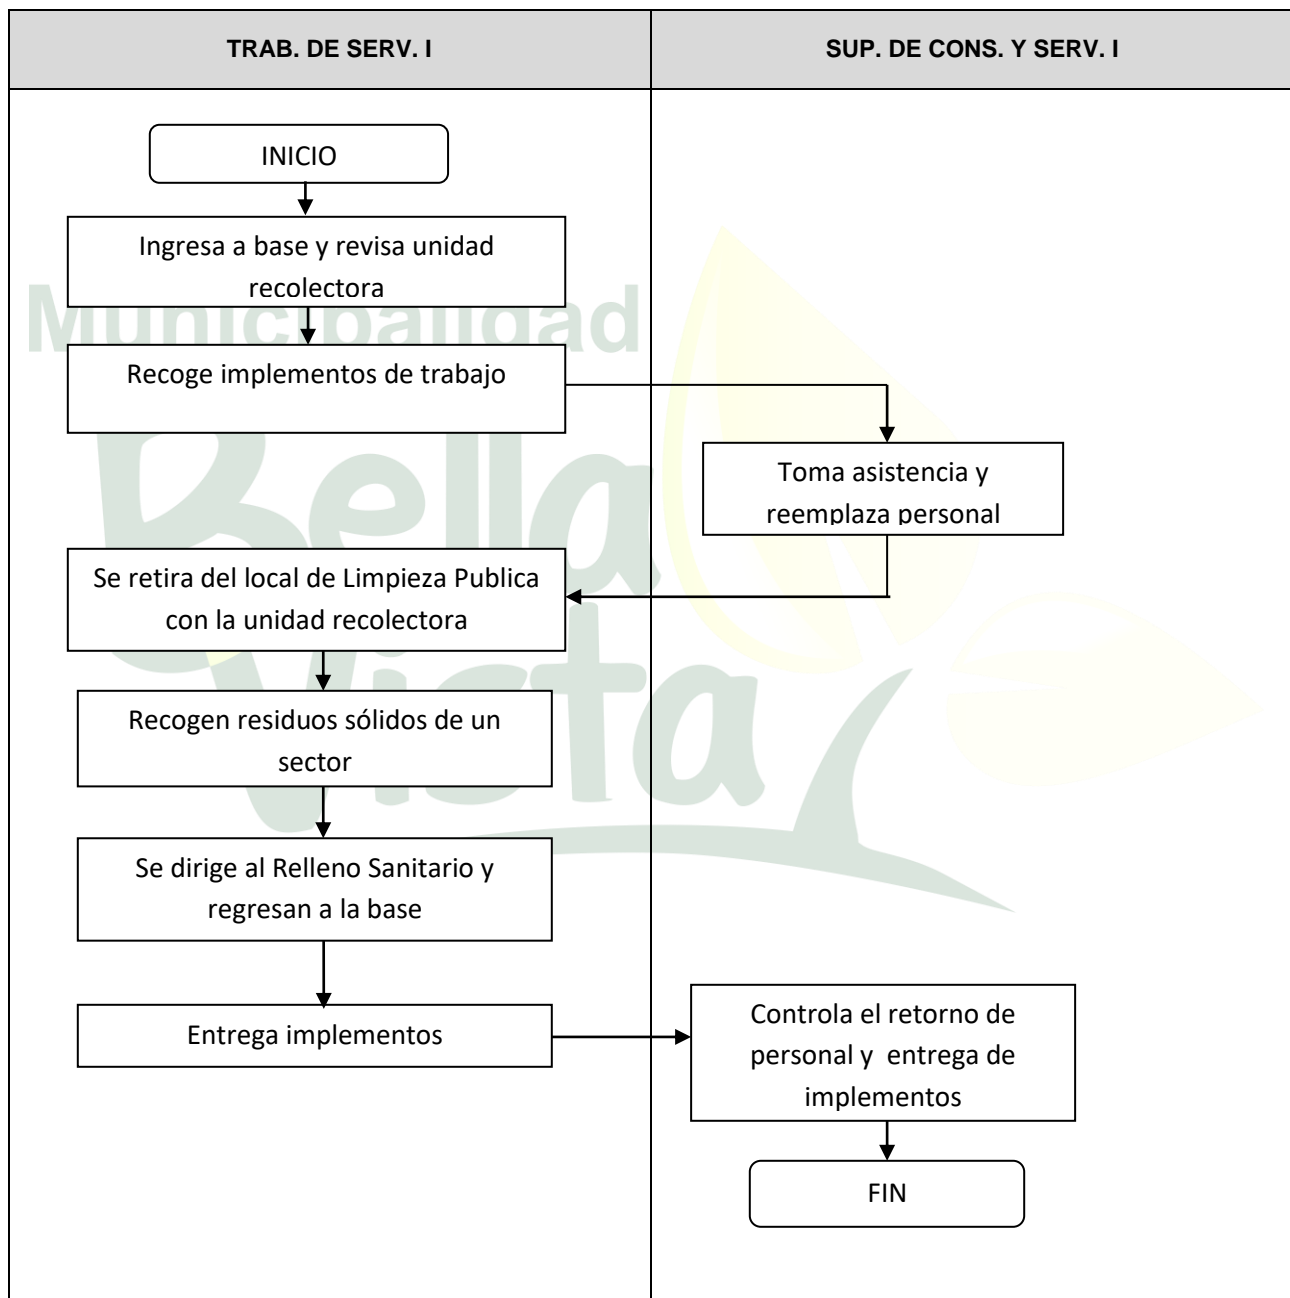 TRAB. DE SERV. I
SUP. DE CONS. Y SERV. I
INICIO
Ingresa a base y revisa unidad
recolectora
Municipalidad
Recoge implementos de trabajo
Bella
Toma asistencia y
reemplaza personal
Se retira del local de Limpieza Publica
con la unidad recolectora
Vista
Recogen residuos sólidos de un
sector
Se dirige al Relleno Sanitario y
regresan a la base
Entrega implementos
Controla el retorno de
personal y entrega de
implementos
FIN